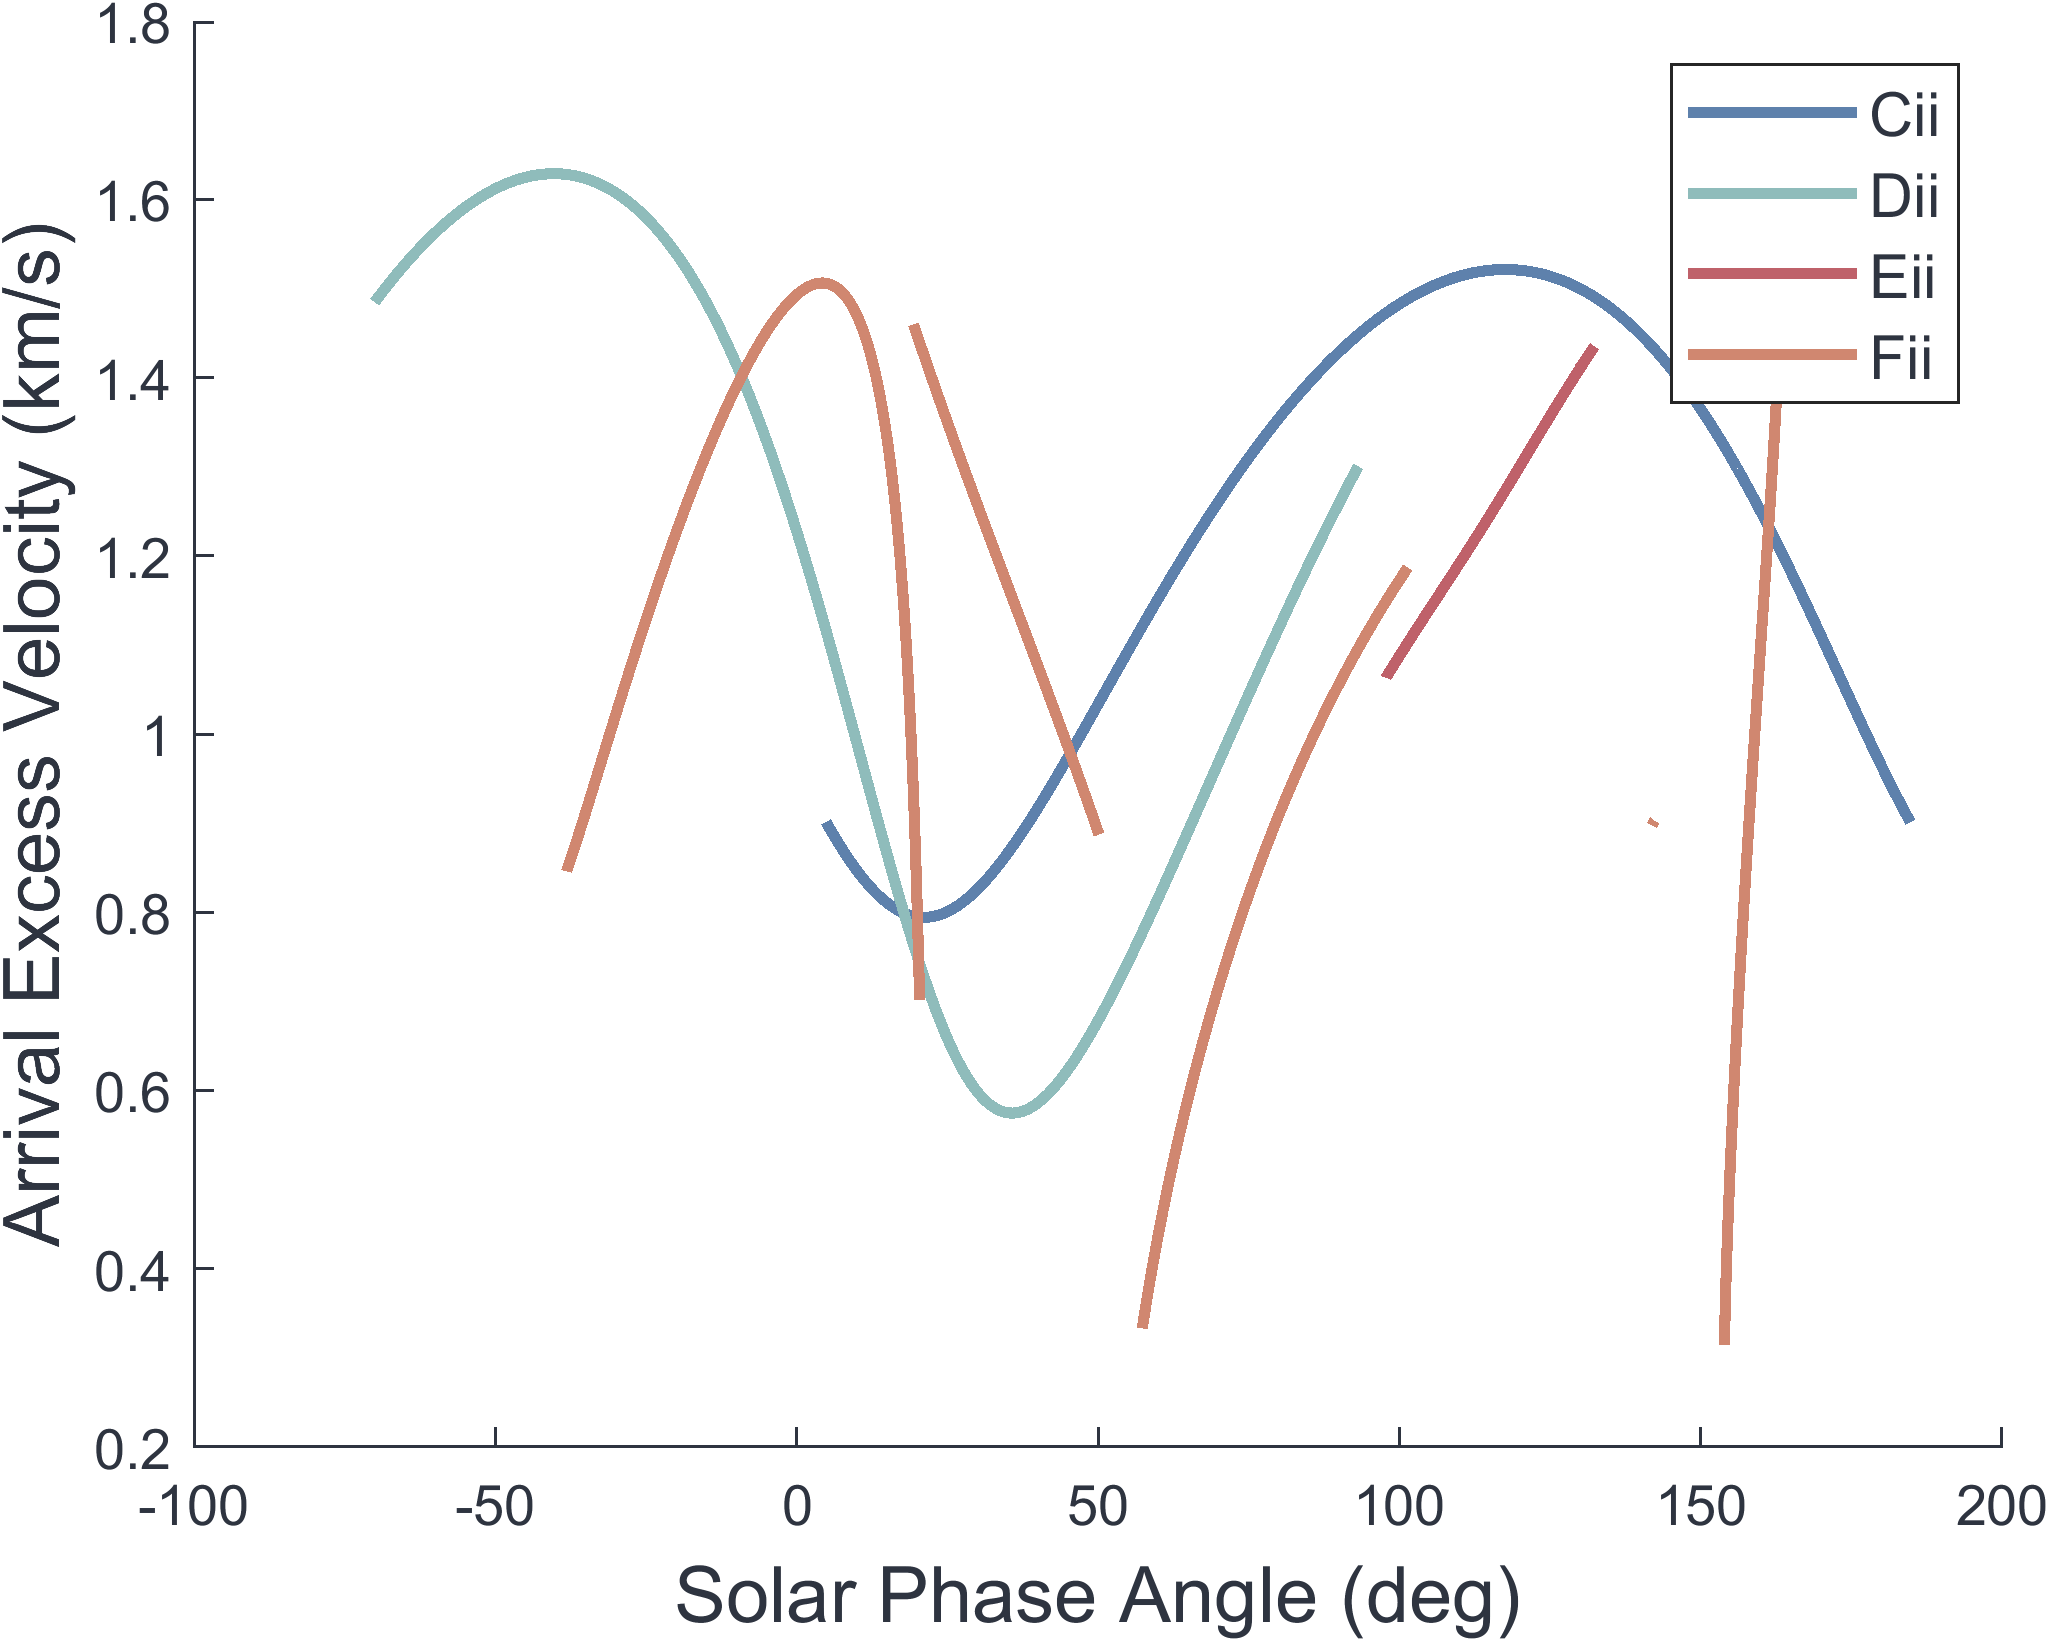 1.8
1.6
1.4
1.2
1
0.8
0.6
0.4
0.2
Arrival Excess Velocity (km/s)
Cii
Dii
Eii
Fii
-100 -50 0 50 100 150 200
Solar Phase Angle (deg)